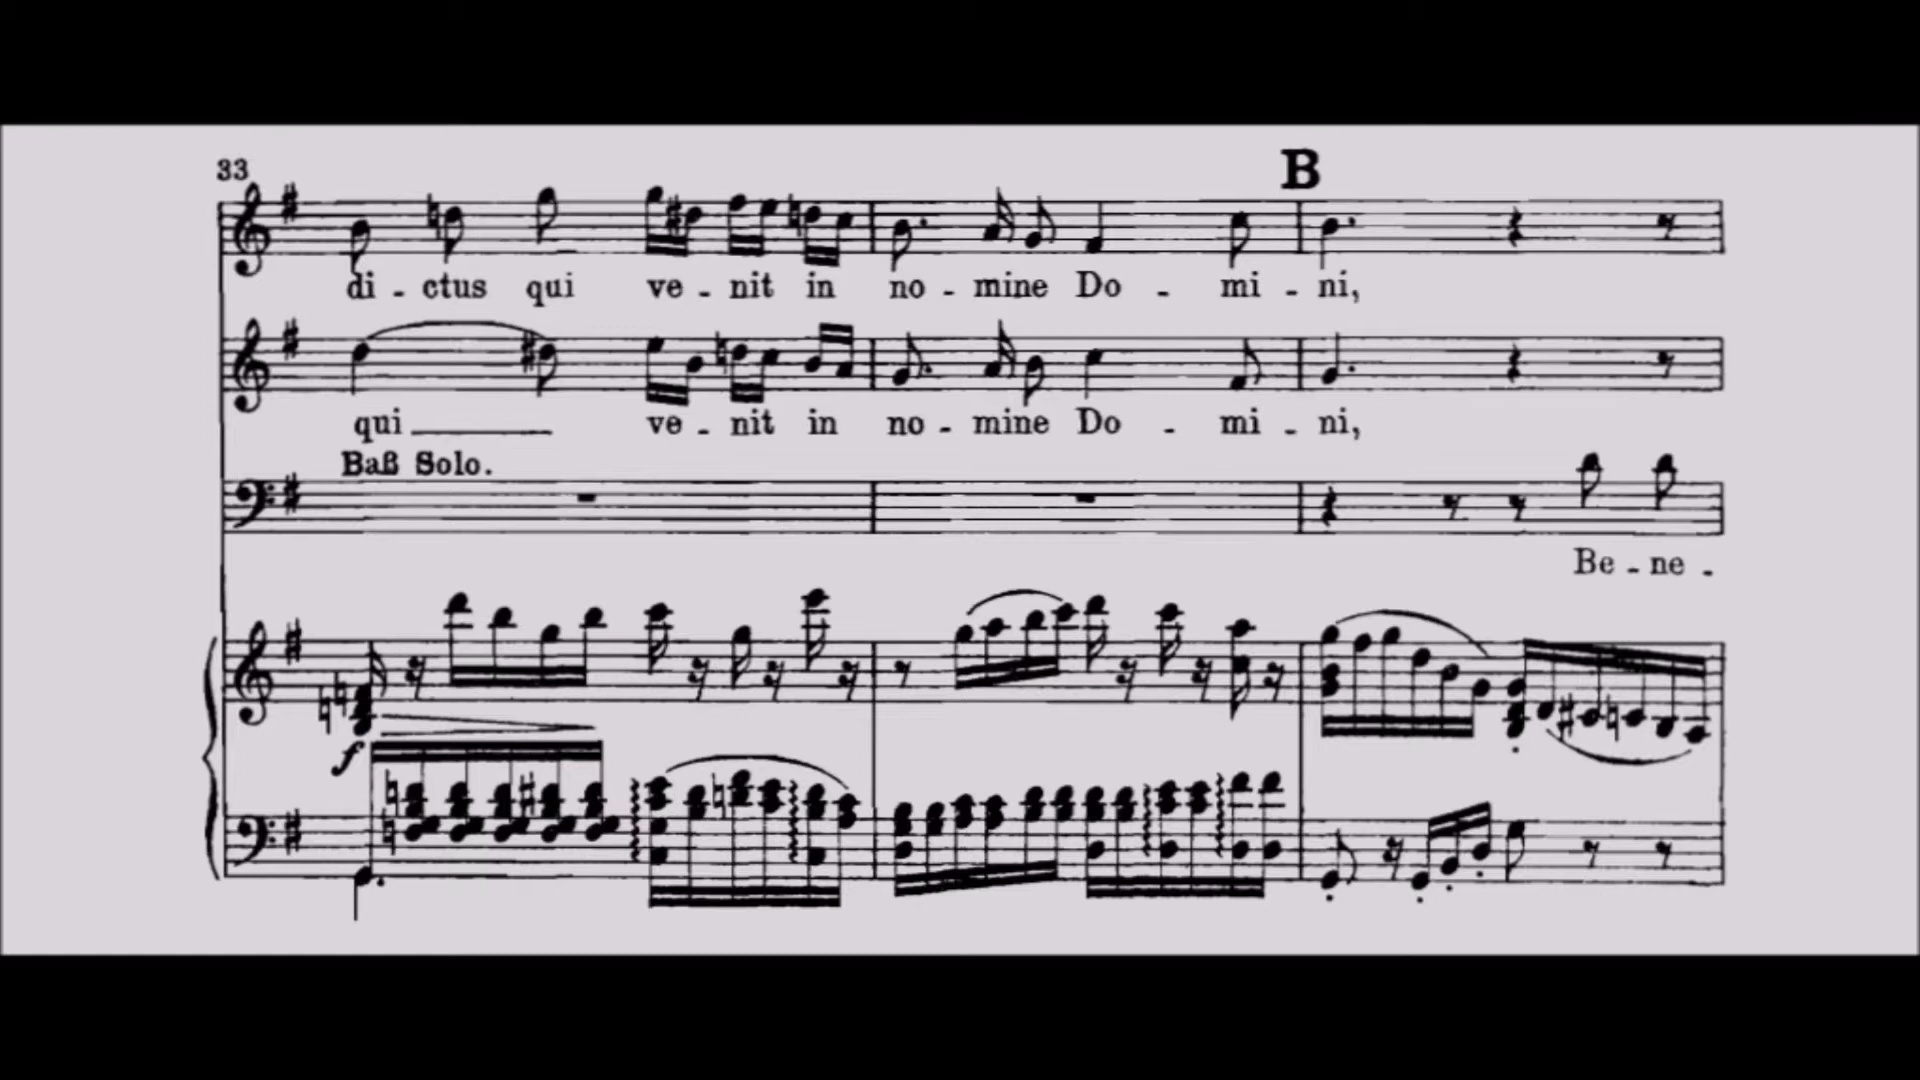 33
B
di - ctus qui ve - nit in no - mine Do - mi - ni,
qui ve - nit in no - mine Do - mi - ni,
Baß Solo.
Be - ne -
f